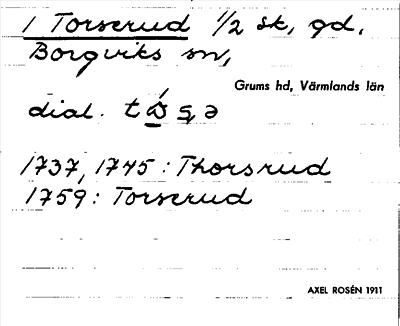 1 Torserud 1/2 sk, gd,
Borgviks sn,
Grums hd, Värmlands län
dial.
1737, 1745: Thorsrud
1759: Torserud
AXEL ROSÉN 1911